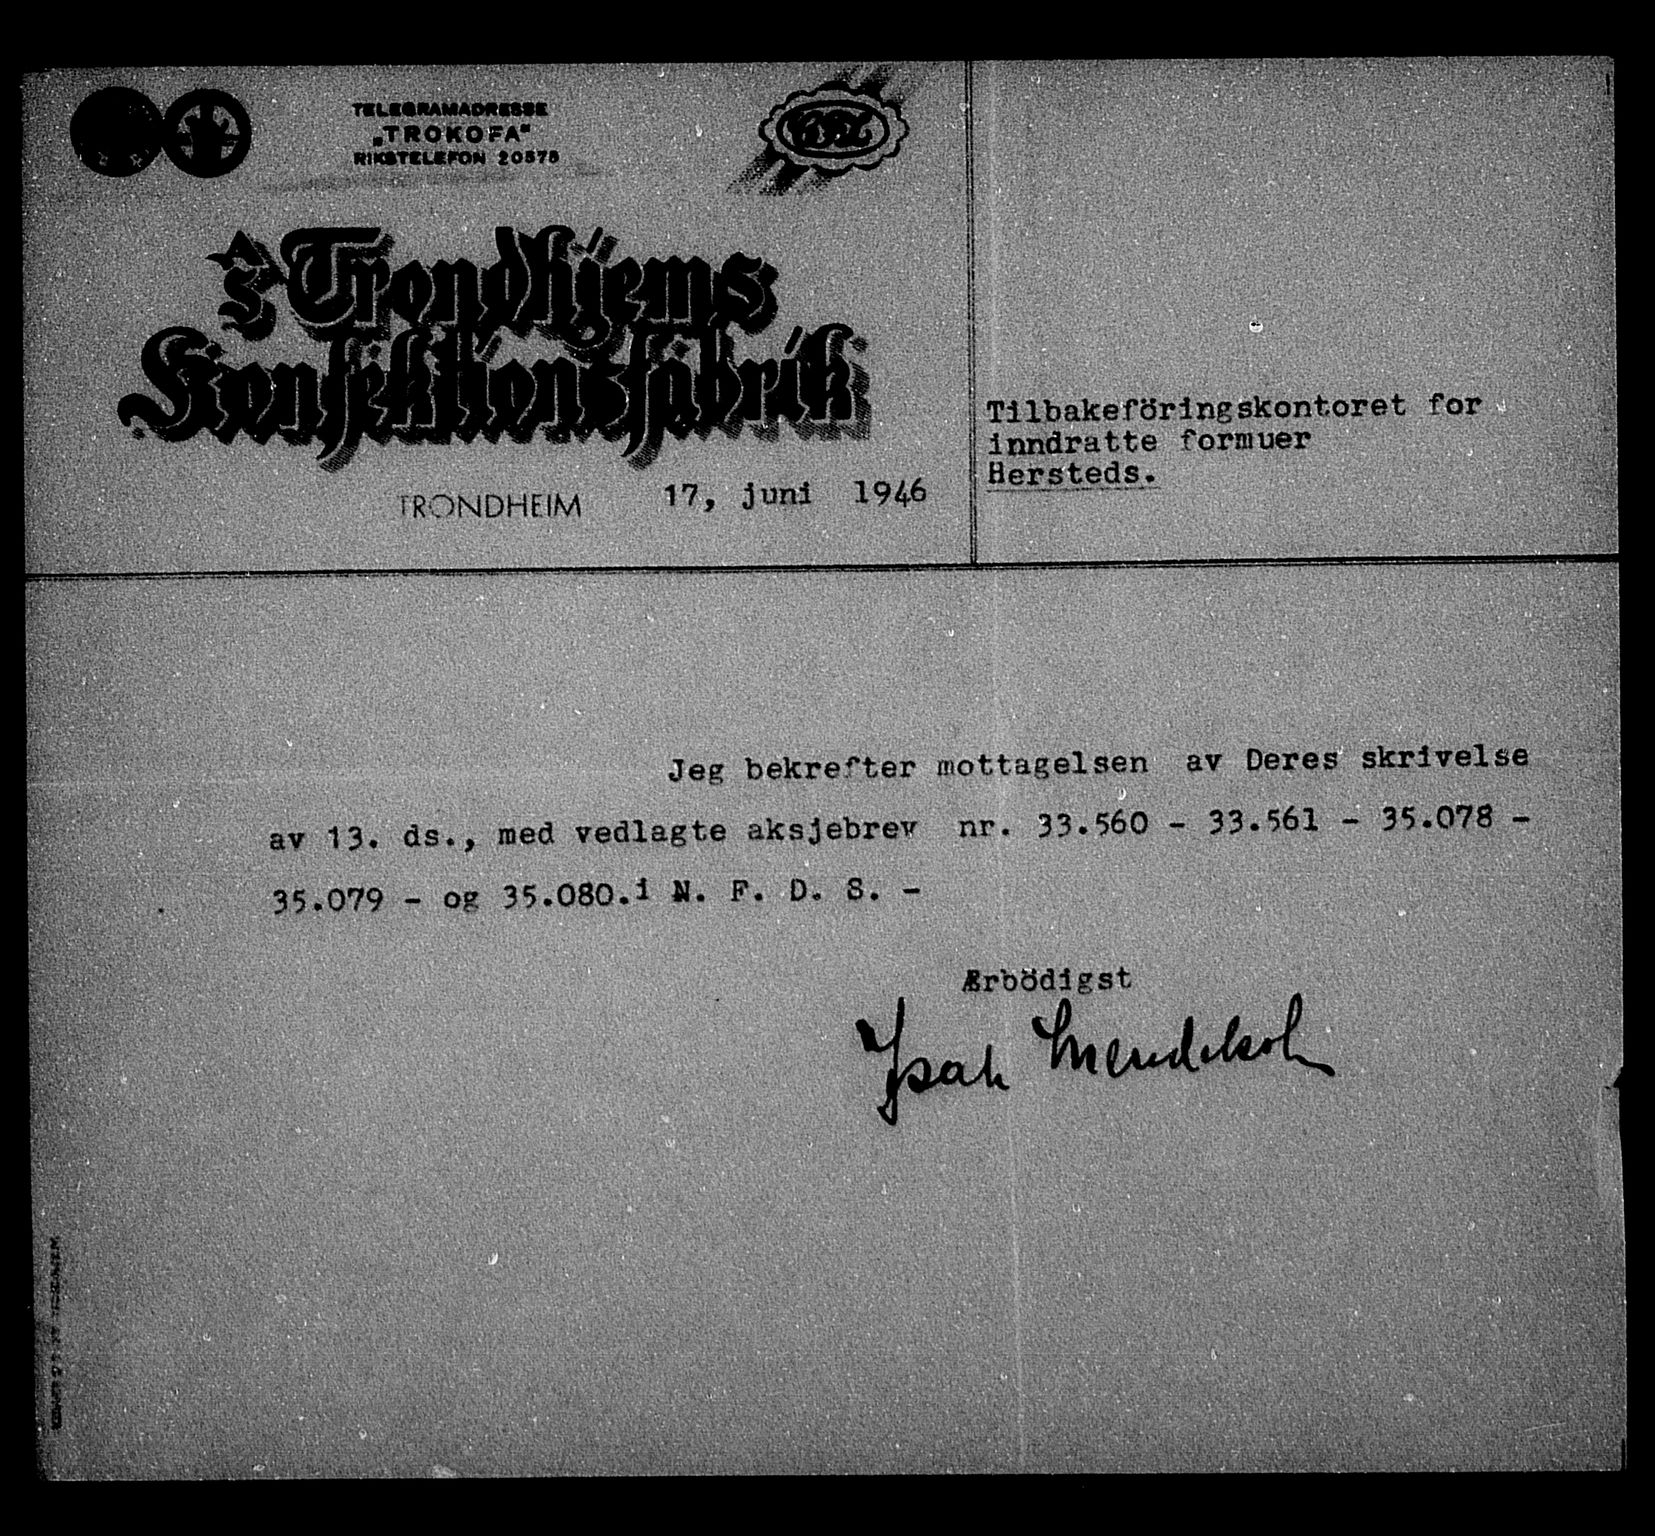 TELEGRAMADRESSE
„TROKOFA"
RIKSTELEFON 20575
A/S Trondhjems
Konfektionsfabrik
TRONDHEIM 17, juni 1946
Tilbakeföringskontoret for
inndratte formuer
Hersteds.
Jeg bekrefter mottagelsen av Deres skrivelse
av 13. ds., med vedlagte aksjebrev nr. 33.560 - 33.561 - 35.078 -
35.079 - og 35.080.i N. F. D. S. -
Ærbödigst
Isak Mendelsoh